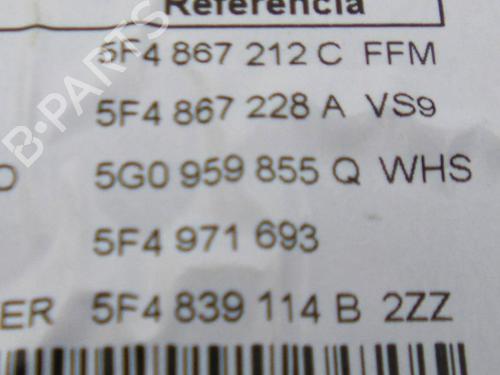 Referencia
5F4 867 212 C FFM
5F4 867 228 A VS9
O 5G0 959 855 Q WHS
5F4 971 693
ER 5F4 839 114 B 2ZZ
B-PARTS